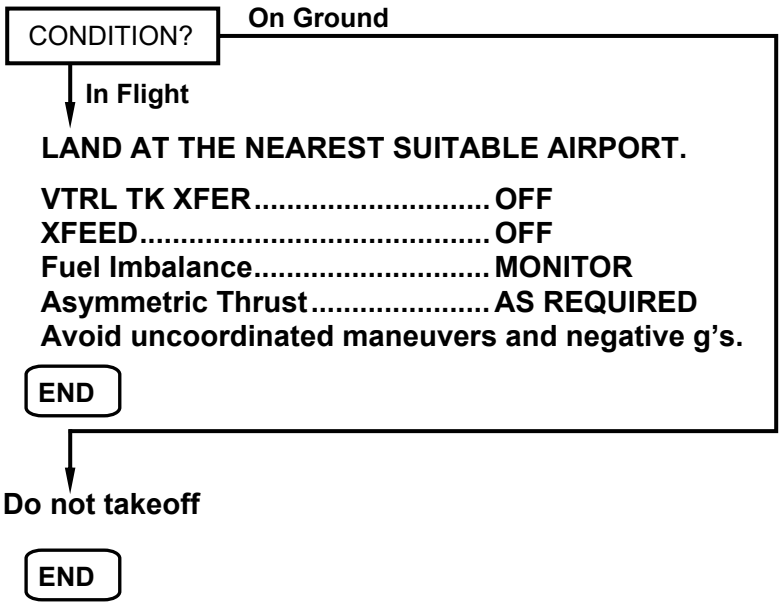 CONDITION?
On Ground
In Flight
LAND AT THE NEAREST SUITABLE AIRPORT.
VTRL TK XFER............................. OFF
XFEED........................................... OFF
Fuel Imbalance............................. MONITOR
Asymmetric Thrust...................... AS REQUIRED
Avoid uncoordinated maneuvers and negative g’s.
END
Do not takeoff
END